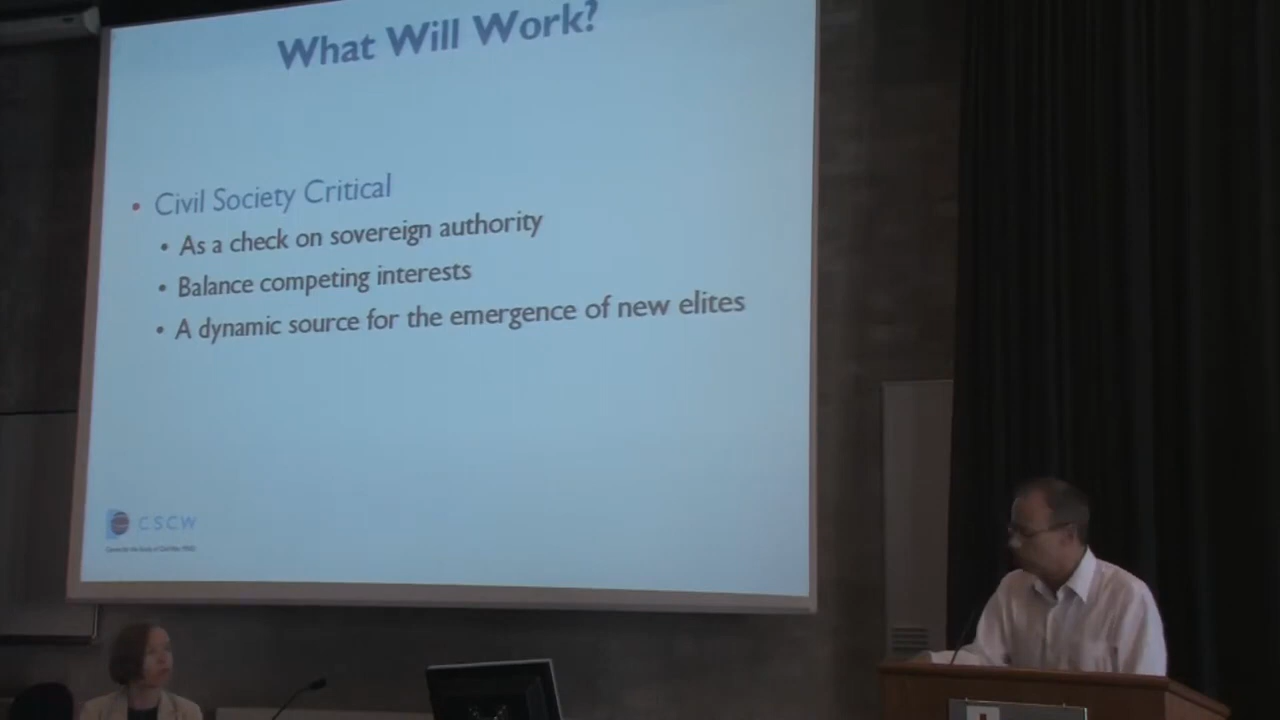 What Will Work?
• Civil Society Critical
• As a check on sovereign authority
• Balance competing interests
• A dynamic source for the emergence of new elites
CSCW